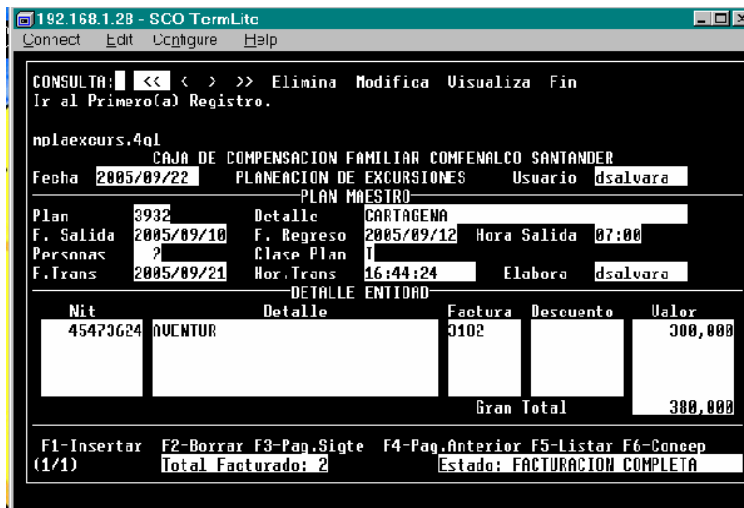 192.168.1.28 - SCO TermLite
Connect Edit Configure Help
CONSULTA: << < > >> Elimina Modifica Visualiza Fin
Ir al Primero(a) Registro.
nplaexcurs.4gl
CAJA DE COMPENSACION FAMILIAR COMFENALCO SANTANDER
Fecha 2005/09/22 PLANEACION DE EXCURSIONES Usuario dsalvara
PLAN MAESTRO
Plan 3932 Detalle CARTAGENA
F. Salida 2005/09/10 F. Regreso 2005/09/12 Hora Salida 07:00
Personas 2 Clase Plan I
F.Trans 2005/09/21 Hor.Trans 16:44:24 Elabora dsalvara
DETALLE ENTIDAD
Nit Detalle Factura Descuento Valor
45473624 AVENTUR 3102 380,000
Gran Total 380,000
F1-Insertar F2-Borrar F3-Pag.Sigte F4-Pag.Anterior F5-Listar F6-Concep
(1/1) Total Facturado: 2 Estado: FACTURACION COMPLETA